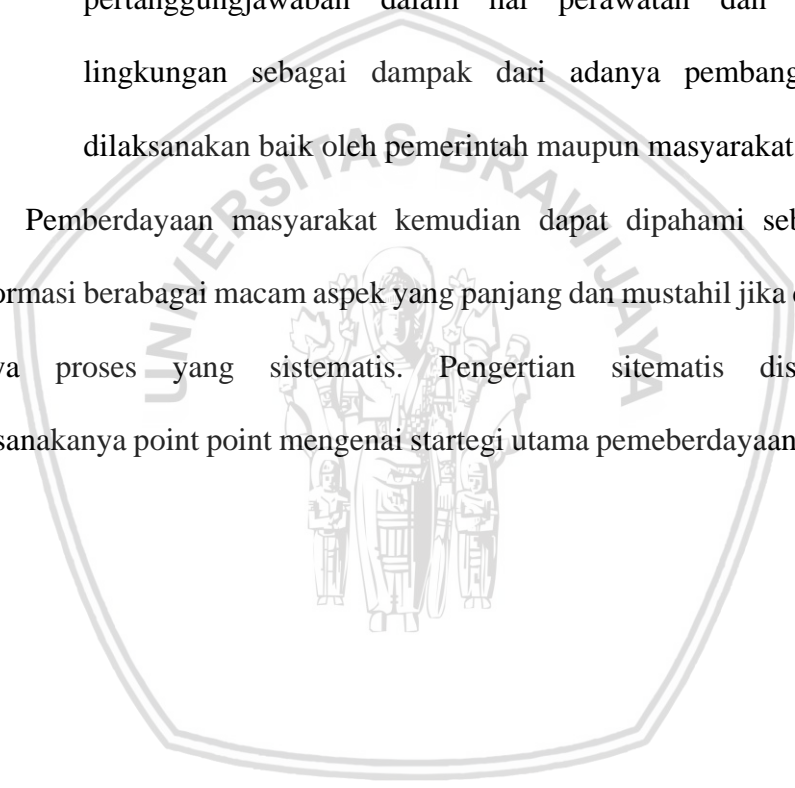 pertanggungjawaban dalam hal perawatan dan
lingkungan sebagai dampak dari adanya pembang
dilaksanakan baik oleh pemerintah maupun masyarakat
Pemberdayaan masyarakat kemudian dapat dipahami seb
ormasi berabagai macam aspek yang panjang dan mustahil jika
ya proses yang sistematis. Pengertian sitematis dis
sanakanya point point mengenai startegi utama pemeberdayaan
UNIVERSITAS BRAWIJAYA